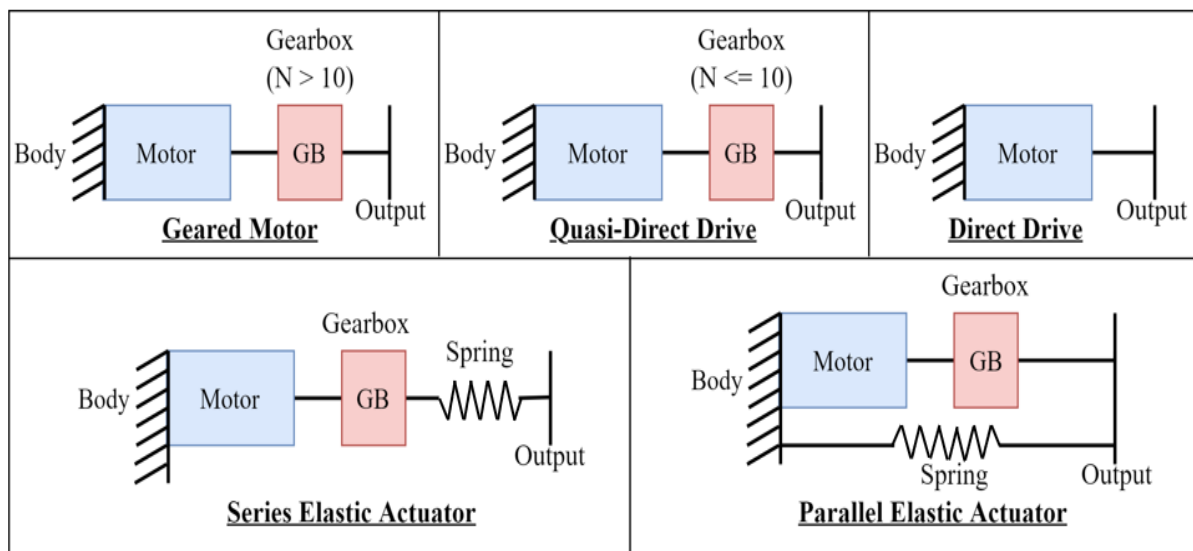 Gearbox
(N > 10)
Body
Motor
GB
Output
Geared Motor
Gearbox
(N <= 10)
Body
Motor
GB
Output
Quasi-Direct Drive
Body
Motor
Output
Direct Drive
Gearbox
Spring
Body
Motor
GB
Output
Series Elastic Actuator
Gearbox
Motor
GB
Body
Spring
Output
Parallel Elastic Actuator